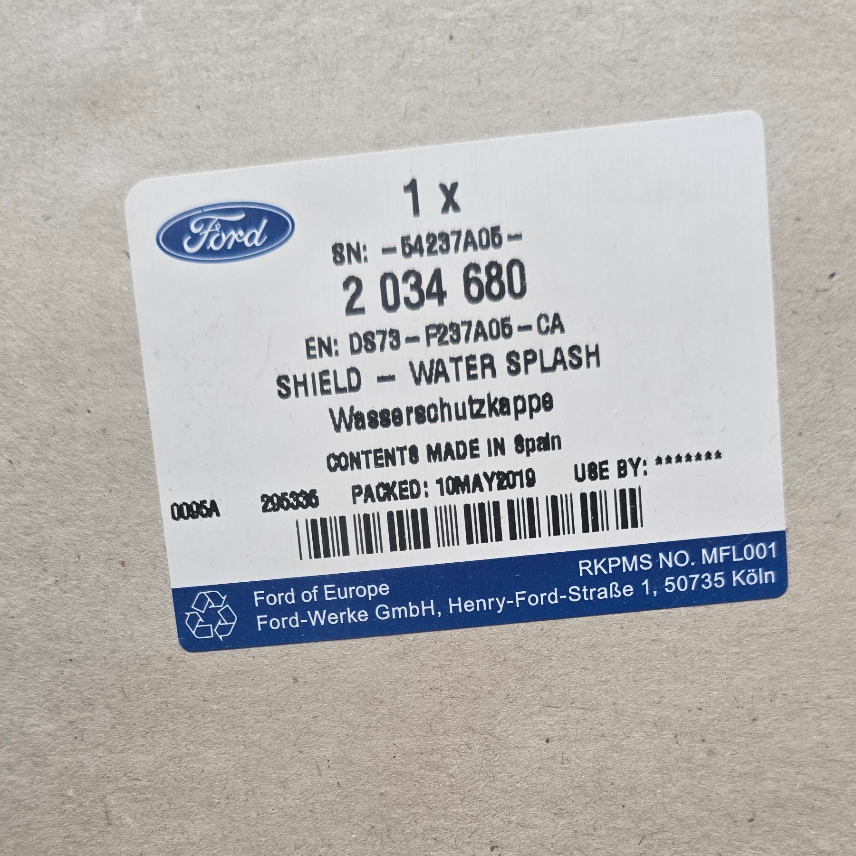 Ford
1 x
SN: -54237A05-
2 034 680
EN: DS73-F237A05-CA
SHIELD - WATER SPLASH
Wasserschutzkappe
CONTENTS MADE IN Spain
0095A 295336 PACKED: 10MAY2019 USE BY: *******
RKPMS NO. MFL001
Ford of Europe
Ford-Werke GmbH, Henry-Ford-Straße 1, 50735 Köln